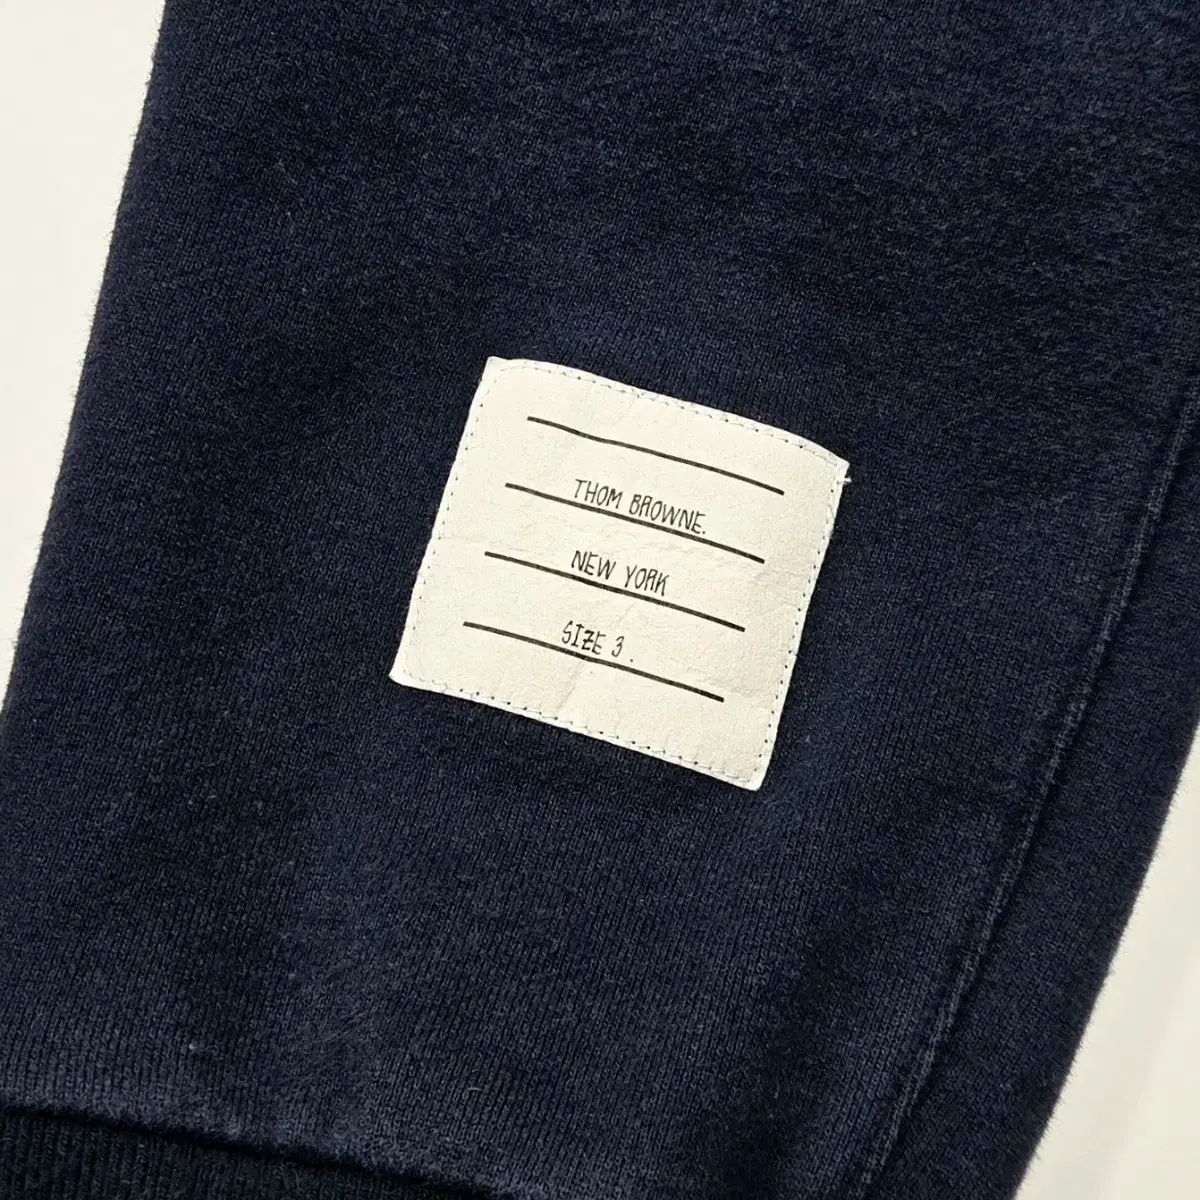 THOM BROWNE.
NEW YORK
SIZE 3.